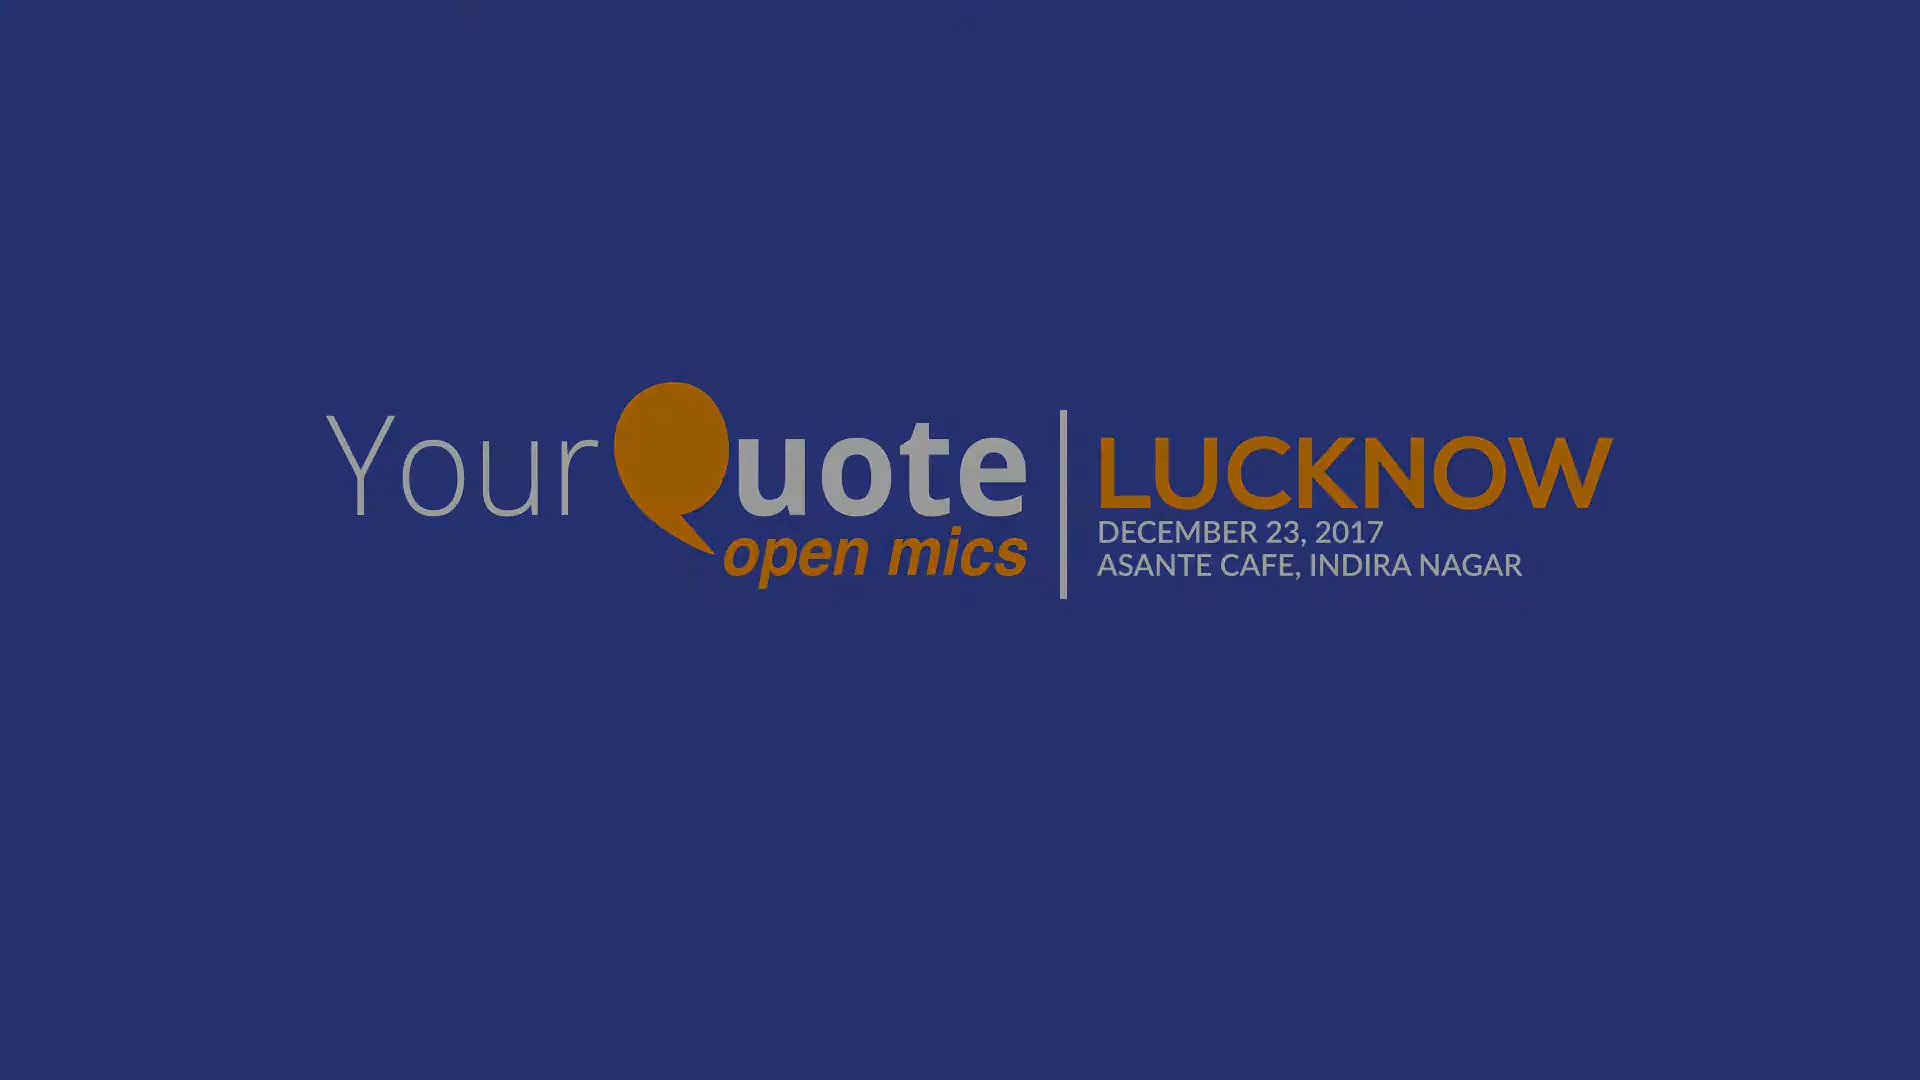 YourQuote
open mics
LUCKNOW
DECEMBER 23, 2017
ASANTE CAFE, INDIRA NAGAR